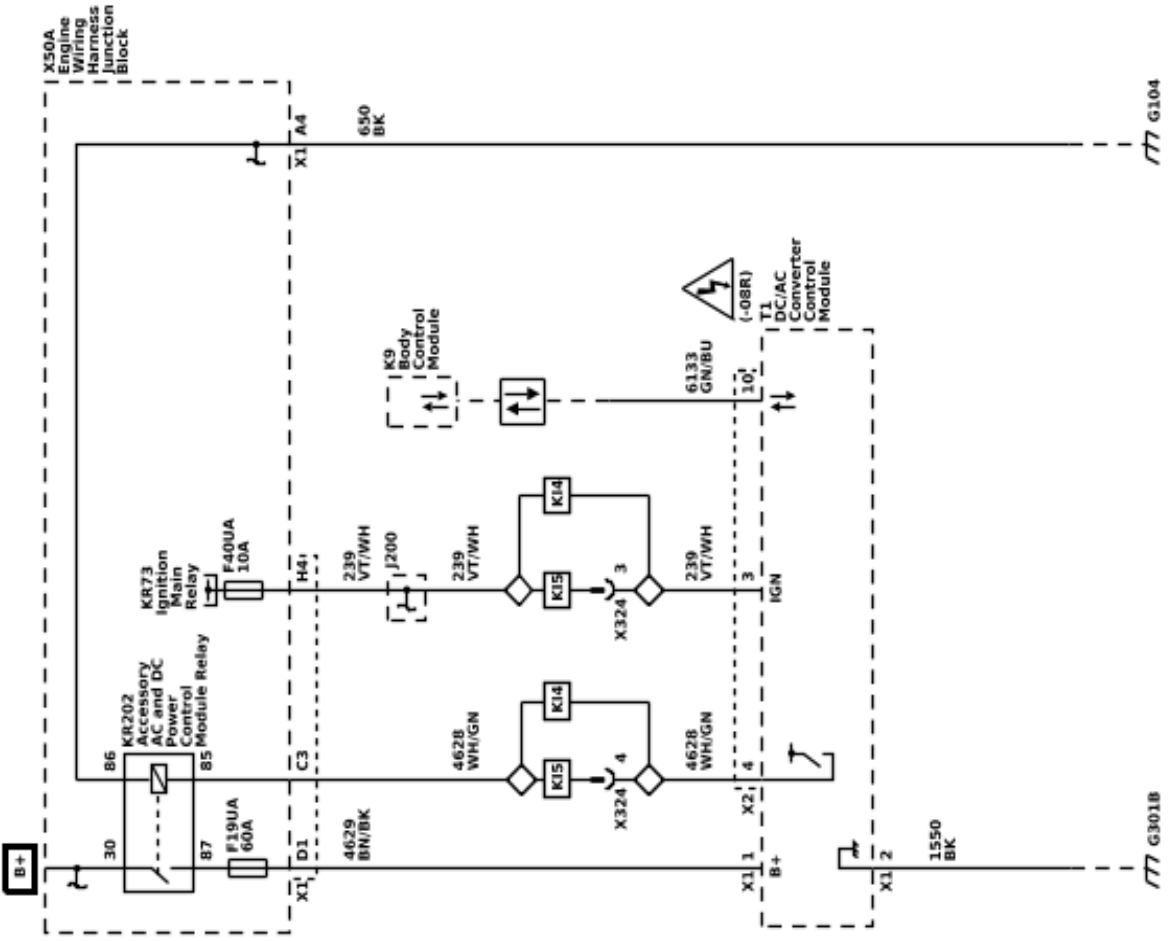 X50A
Engine
Wiring
Harness
Junction
Block
B+
KR202
Accessory
AC and DC
Power
Control
Module Relay
30
86
87
85
F19UA
60A
KR73
Ignition
Main
Relay
F40UA
10A
X1
D1
C3
H4
X1
A4
650
BK
4629
BN/BK
4628
WH/GN
239
VT/WH
J200
239
VT/WH
K9
Body
Control
Module
KI5
KI4
KI5
KI4
X324
4
X324
3
4628
WH/GN
239
VT/WH
6133
GN/BU
(-08R)
T1
DC/AC
Converter
Control
Module
X1
1
X2
4
3
10
B+
IGN
X1
2
1550
BK
G301B
G104